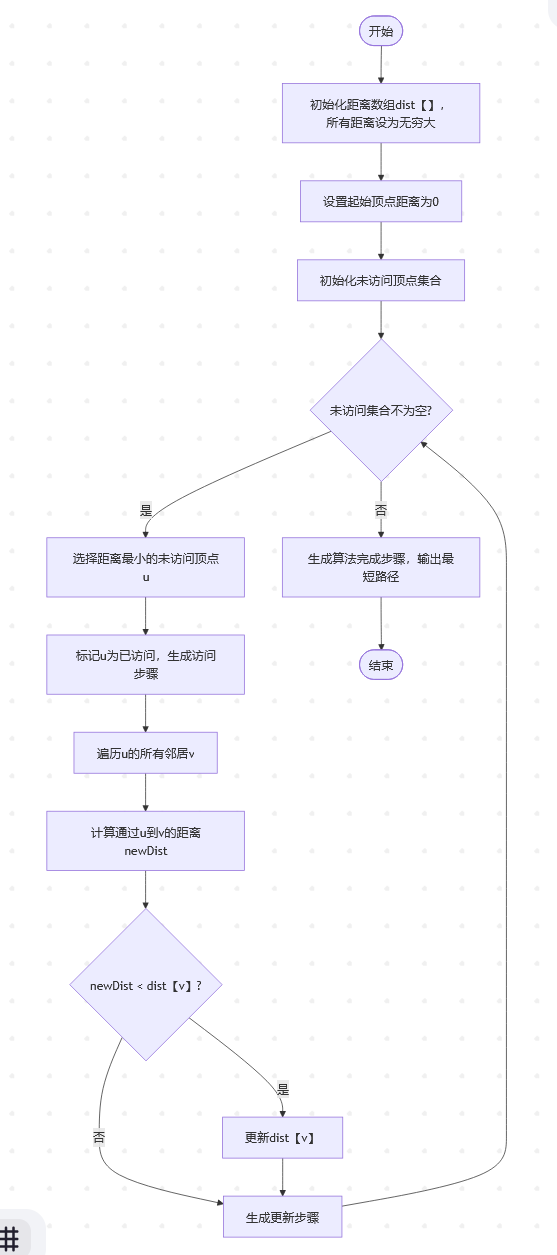 开始
初始化距离数组dist【】，
所有距离设为无穷大
设置起始顶点距离为0
初始化未访问顶点集合
未访问集合不为空?
是
否
选择距离最小的未访问顶点
u
生成算法完成步骤，输出最
短路径
标记u为已访问，生成访问
步骤
结束
遍历u的所有邻居v
计算通过u到v的距离
newDist
newDist < dist【v】?
是
否
更新dist【v】
生成更新步骤